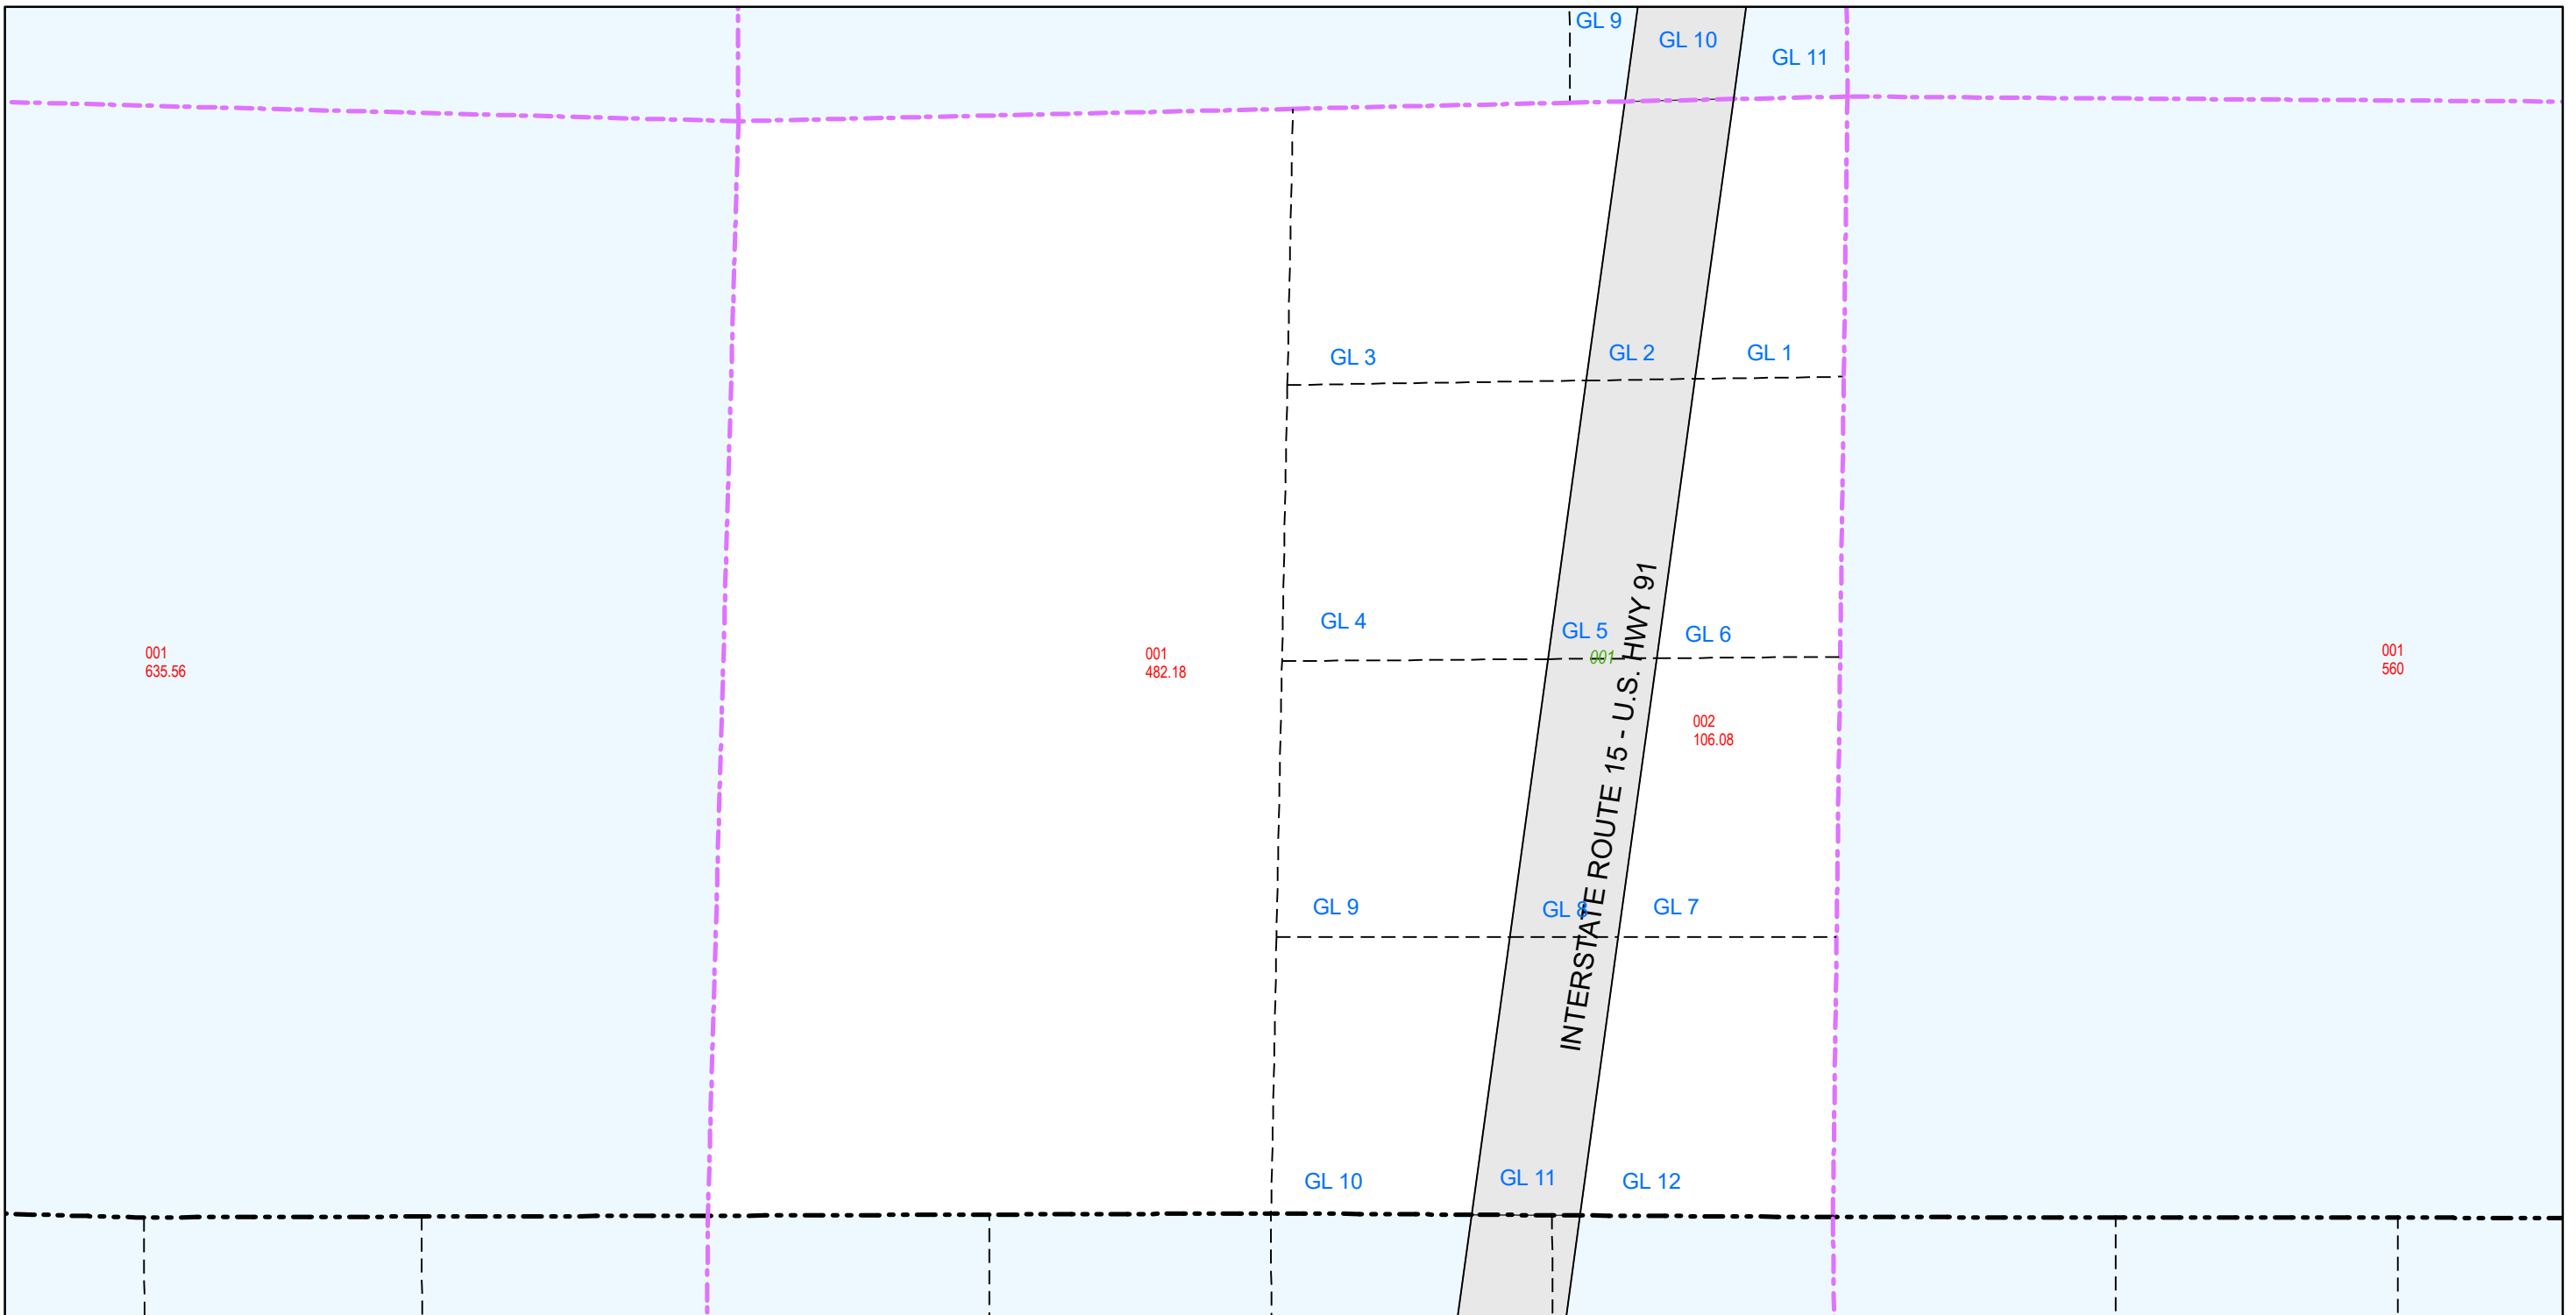 GL 9
GL 10
GL 11
GL 3
GL 2
GL 1
GL 4
GL 5
GL 6
001
001
635.56
001
482.18
001
560
002
106.08
INTERSTATE ROUTE 15 - U.S. HWY 91
GL 9
GL 8
GL 7
GL 10
GL 11
GL 12